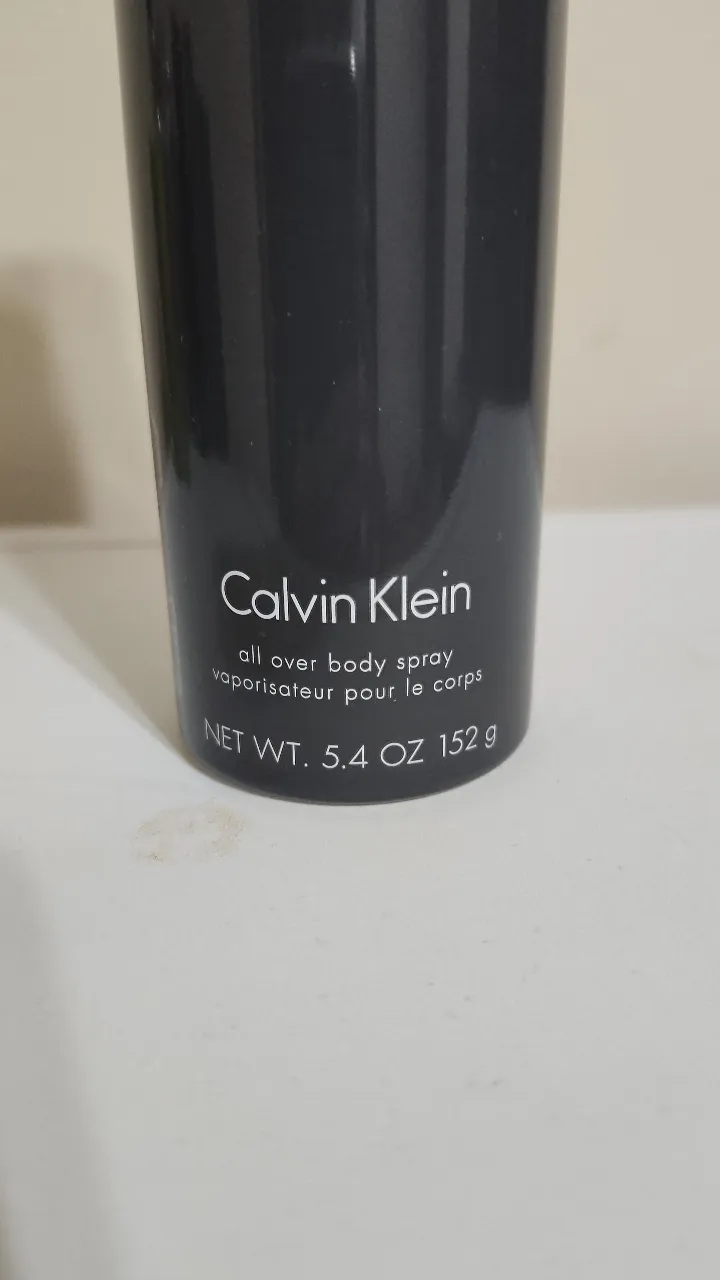 Calvin Klein
all over body spray
vaporisateur pour le corps
NET WT. 5.4 OZ 152 g